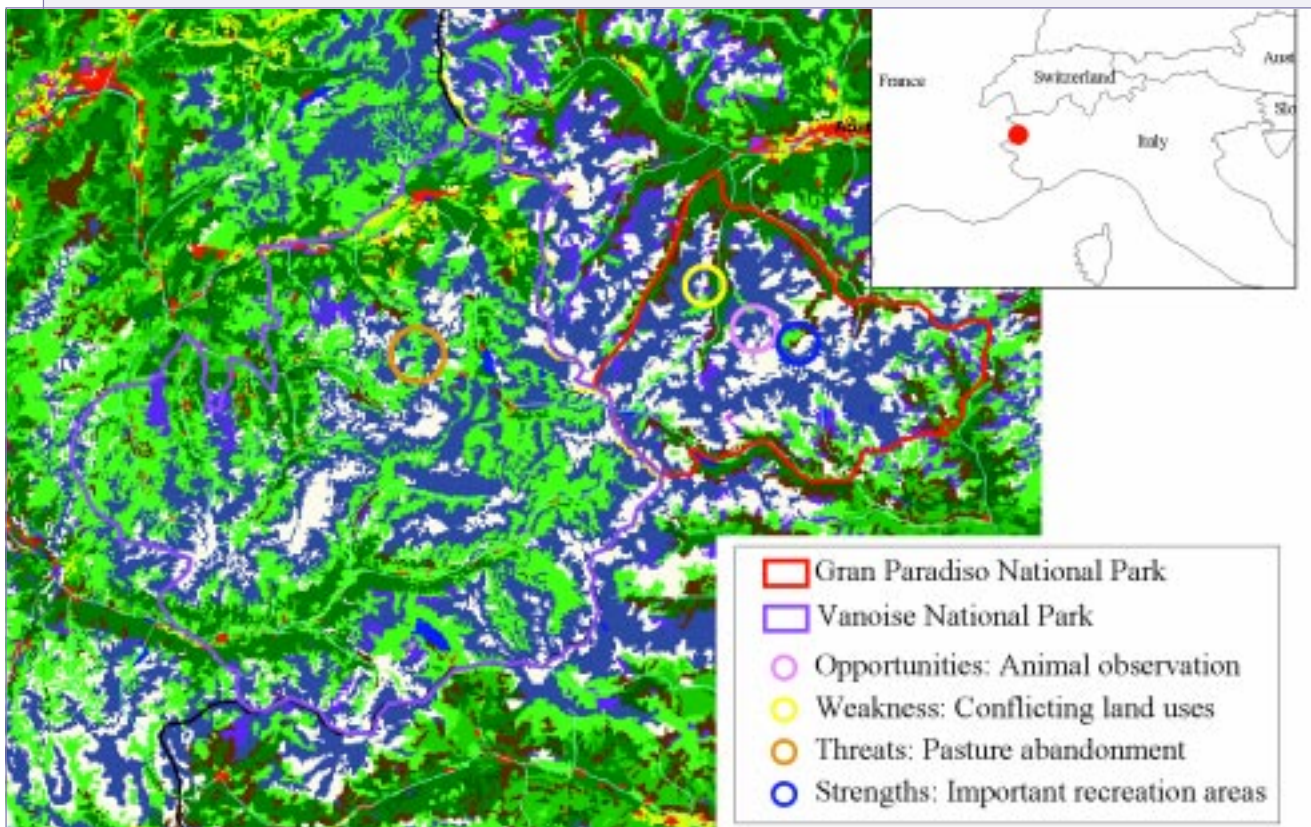 France
Switzerland
Italy
Gran Paradiso National Park
Vanoise National Park
Opportunities: Animal observation
Weakness: Conflicting land uses
Threats: Pasture abandonment
Strengths: Important recreation areas